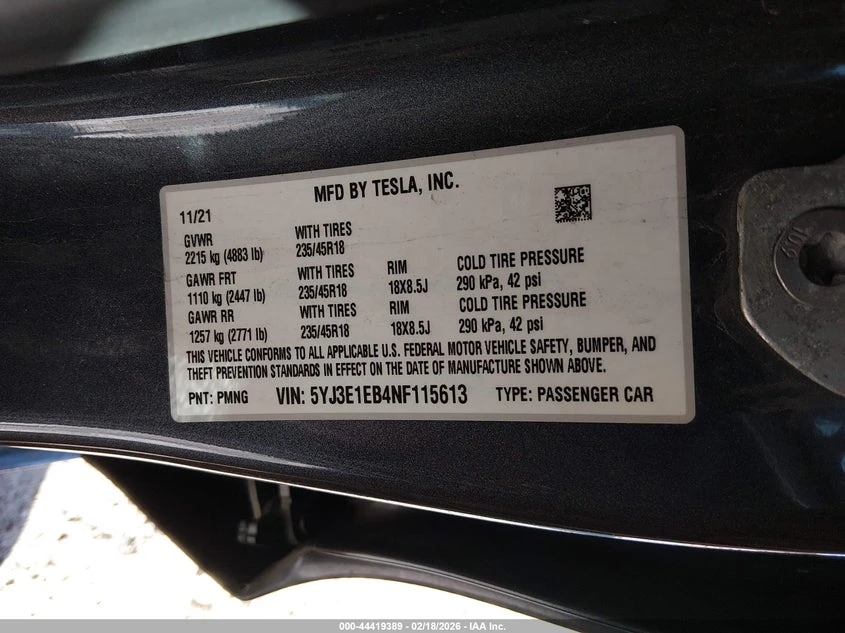 MFD BY TESLA, INC.
11/21
GVWR WITH TIRES
2215 kg (4883 lb) 235/45R18
GAWR FRT WITH TIRES RIM COLD TIRE PRESSURE
1110 kg (2447 lb) 235/45R18 18X8.5J 290 kPa, 42 psi
GAWR RR WITH TIRES RIM COLD TIRE PRESSURE
1257 kg (2771 lb) 235/45R18 18X8.5J 290 kPa, 42 psi
THIS VEHICLE CONFORMS TO ALL APPLICABLE U.S. FEDERAL MOTOR VEHICLE SAFETY, BUMPER, AND
THEFT PREVENTION STANDARDS IN EFFECT ON THE DATE OF MANUFACTURE SHOWN ABOVE.
PNT: PMNG VIN: 5YJ3E1EB4NF115613 TYPE: PASSENGER CAR
10.9
000-44419389 - 02/18/2026 - IAA Inc.